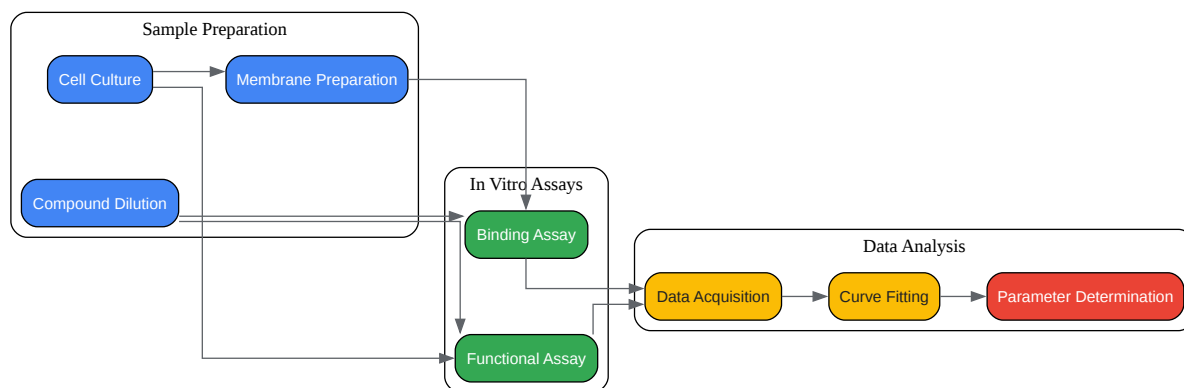 Sample Preparation
Cell Culture
Membrane Preparation
Compound Dilution
In Vitro Assays
Binding Assay
Functional Assay
Data Analysis
Data Acquisition
Curve Fitting
Parameter Determination